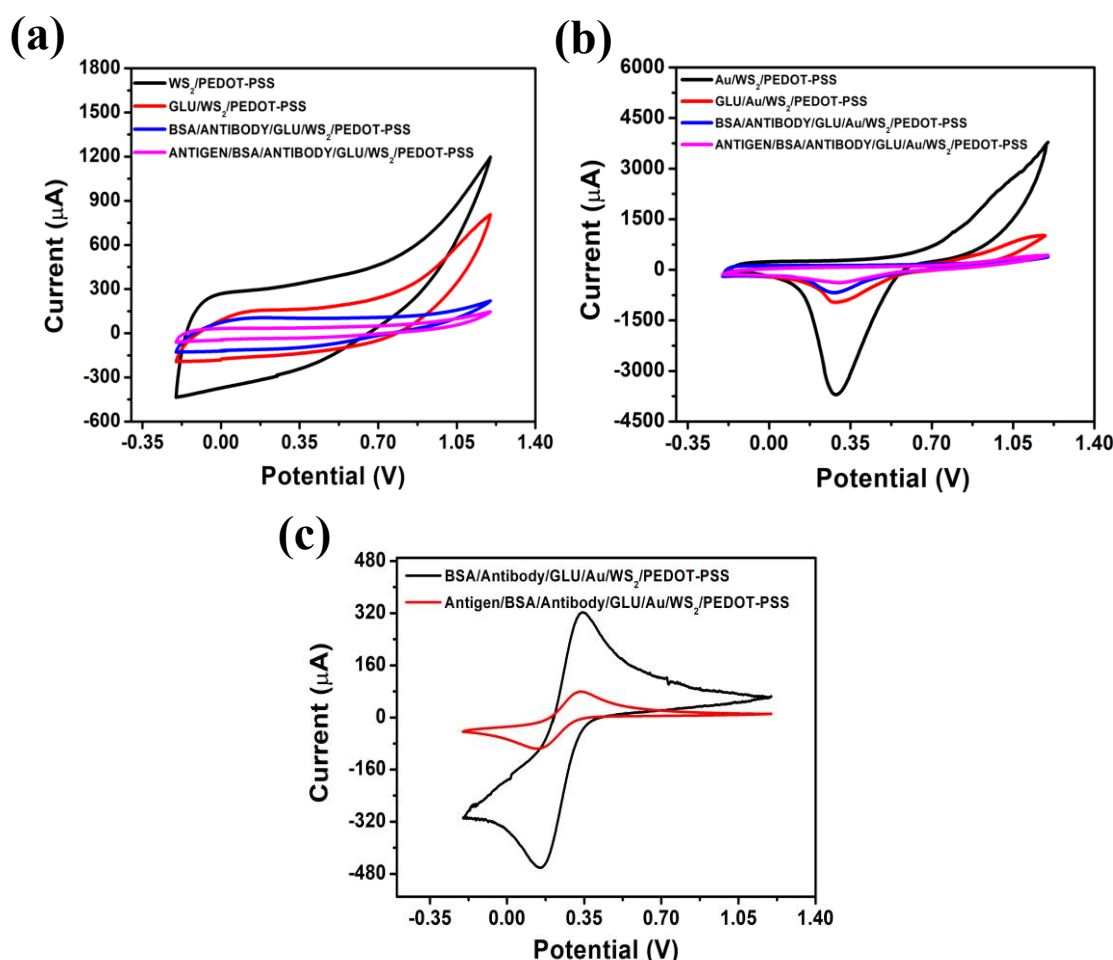 (a)
1800
1500
1200
900
600
300
0
-300
-600
-0.35 0.00 0.35 0.70 1.05 1.40
Current (μA)
Potential (V)
WS₂/PEDOT-PSS
GLU/WS₂/PEDOT-PSS
BSA/ANTIBODY/GLU/WS₂/PEDOT-PSS
ANTIGEN/BSA/ANTIBODY/GLU/WS₂/PEDOT-PSS
(b)
6000
4500
3000
1500
0
-1500
-3000
-4500
-0.35 0.00 0.35 0.70 1.05 1.40
Current (μA)
Potential (V)
Au/WS₂/PEDOT-PSS
GLU/Au/WS₂/PEDOT-PSS
BSA/ANTIBODY/GLU/Au/WS₂/PEDOT-PSS
ANTIGEN/BSA/ANTIBODY/GLU/Au/WS₂/PEDOT-PSS
(c)
480
320
160
0
-160
-320
-480
-0.35 0.00 0.35 0.70 1.05 1.40
Current (μA)
Potential (V)
BSA/Antibody/GLU/Au/WS₂/PEDOT-PSS
Antigen/BSA/Antibody/GLU/Au/WS₂/PEDOT-PSS